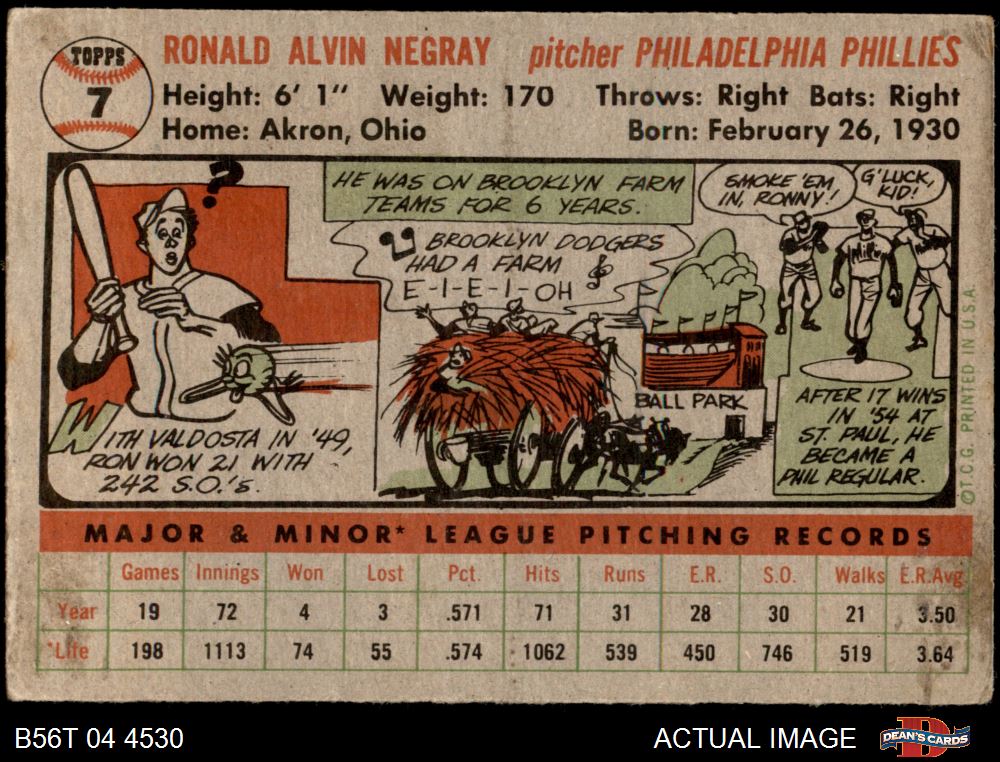 TOPPS
7
RONALD ALVIN NEGRAY pitcher PHILADELPHIA PHILLIES
Height: 6' 1" Weight: 170 Throws: Right Bats: Right
Home: Akron, Ohio Born: February 26, 1930
?
WITH VALDOSTA IN '49,
RON WON 21 WITH
242 S.O.'S.
HE WAS ON BROOKLYN FARM
TEAMS FOR 6 YEARS.
BROOKLYN DODGERS
HAD A FARM
E-I-E-I-OH
BALL PARK
SMOKE 'EM
IN, RONNY!
G'LUCK,
KID!
AFTER 17 WINS
IN '54 AT
ST. PAUL, HE
BECAME A
PHIL REGULAR.
©T.C.G. PRINTED IN U.S.A.
MAJOR & MINOR* LEAGUE PITCHING RECORDS
Games Innings Won Lost Pct. Hits Runs E.R. S.O. Walks E.R.Avg.
Year 19 72 4 3 .571 71 31 28 30 21 3.50
*Life 198 1113 74 55 .574 1062 539 450 746 519 3.64
B56T 04 4530 ACTUAL IMAGE
D
DEAN'S CARDS